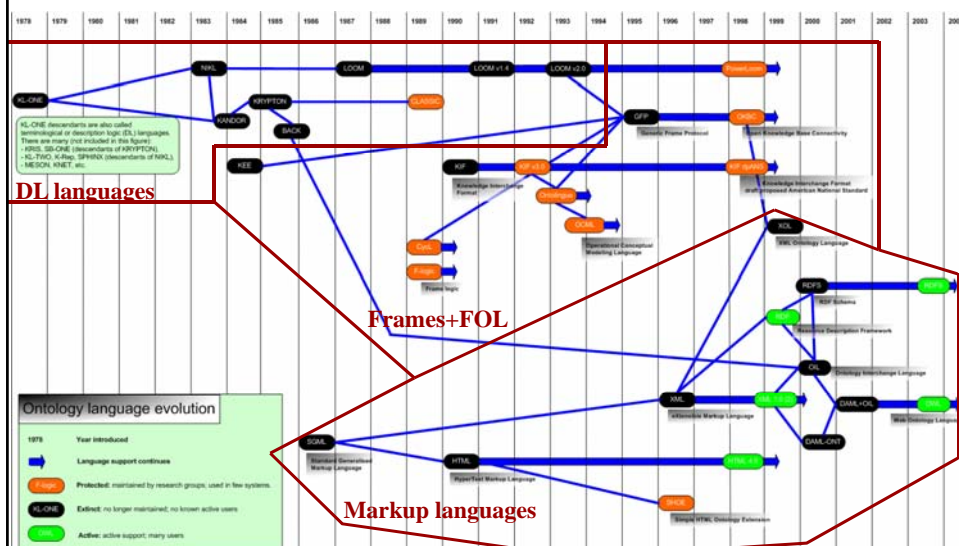 1978 1979 1980 1981 1982 1983 1984 1985 1986 1987 1988 1989 1990 1991 1992 1993 1994 1995 1996 1997 1998 1999 2000 2001 2002 2003
NIKL
LOOM
LOOM v1.4
LOOM v2.0
PowerLoom
KL-ONE
KRYPTON
CLASSIC
KANDOR
BACK
GFP
OKBC
Generic Frame Protocol
Open Knowledge Base Connectivity
KL-ONE descendants are also called
terminological or description logic (DL) languages.
There are many (not included in this figure):
- KRIS, SB-ONE (descendants of KRYPTON),
- KL-TWO, K-Rep, SPHINX (descendants of NIKL),
- MESON, KNET, etc.
KEE
KIF
KIF v3.0
KIF dpANS
Knowledge Interchange
Format
Knowledge Interchange Format
draft proposed American National Standard
DL languages
Ontolingua
OCML
Operational Conceptual
Modeling Language
XOL
XML Ontology Language
CycL
F-logic
Frame logic
RDFS
RDFS
RDF Schema
Frames+FOL
RDF
Resource Description Framework
OIL
Ontology Interchange Language
XML
eXtensible Markup Language
DAML+OIL
OWL
Web Ontology
Ontology language evolution
1978 Year introduced
Language support continues
F-logic Protected: maintained by research groups, used in few systems.
KL-ONE Extinct: no longer maintained; no known active users
OWL Active: active support; many users
SGML
Standard Generalised
Markup Language
DAML-ONT
HTML
HTML 4.0
HyperText Markup Language
SHOE
Simple HTML Ontology Extension
Markup languages